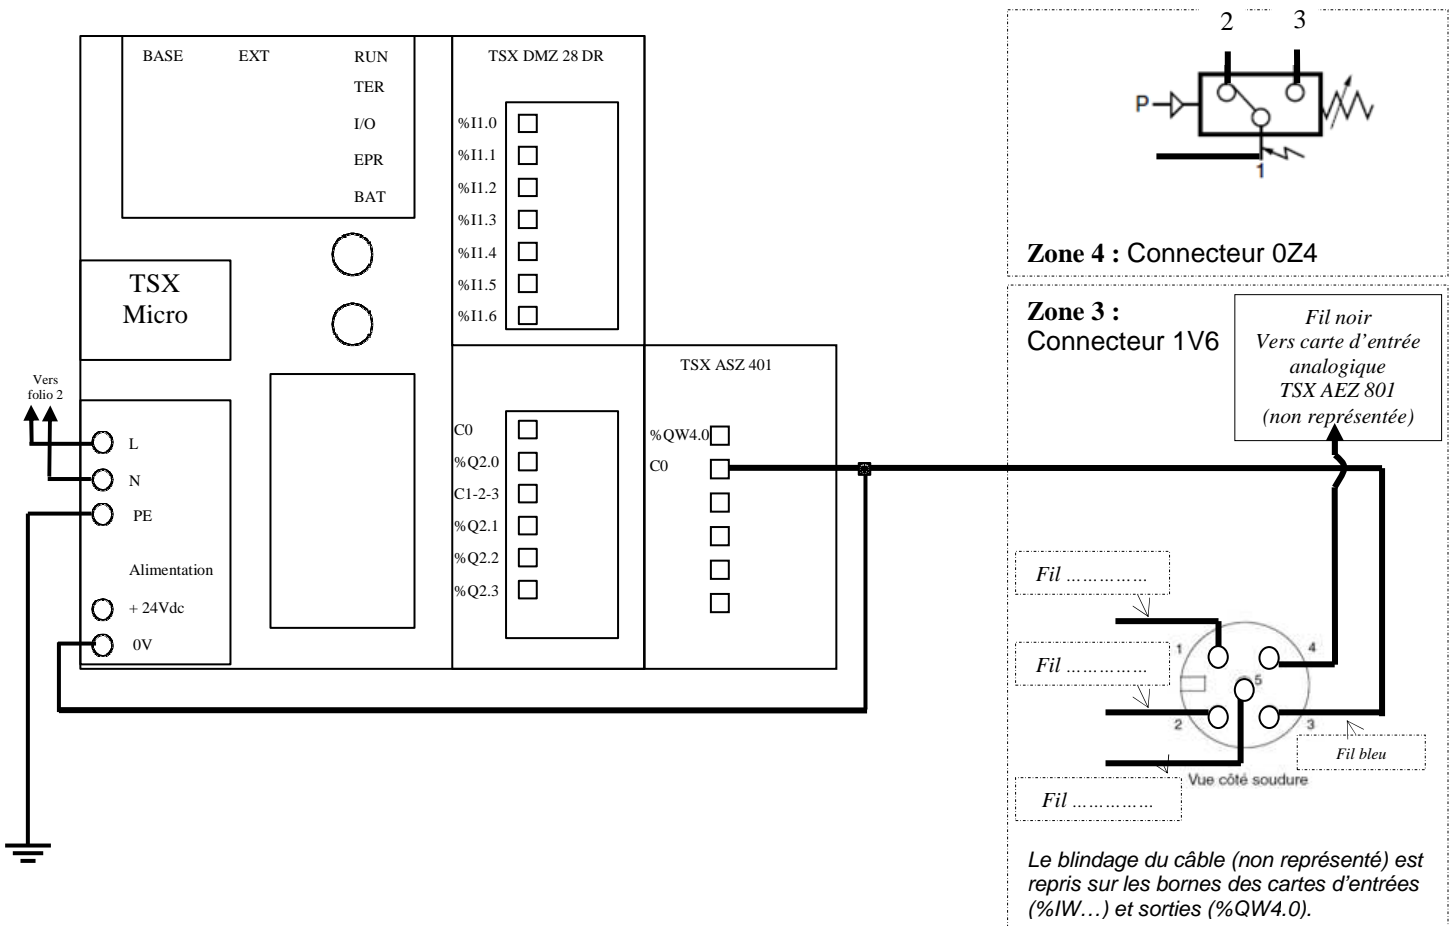 BASE EXT RUN
TER
I/O
EPR
BAT
TSX
Micro
Vers
folio 2
L
N
PE
Alimentation
+ 24Vdc
0V
TSX DMZ 28 DR
%I1.0
%I1.1
%I1.2
%I1.3
%I1.4
%I1.5
%I1.6
C0
%Q2.0
C1-2-3
%Q2.1
%Q2.2
%Q2.3
TSX ASZ 401
%QW4.0
C0
2 3
P
1
Zone 4 : Connecteur 0Z4
Zone 3 :
Connecteur 1V6
Fil noir
Vers carte d’entrée
analogique
TSX AEZ 801
(non représentée)
Fil ……………
Fil ……………
Fil ……………
1
4
5
2
3
Fil bleu
Vue côté soudure
Le blindage du câble (non représenté) est
repris sur les bornes des cartes d’entrées
(%IW…) et sorties (%QW4.0).